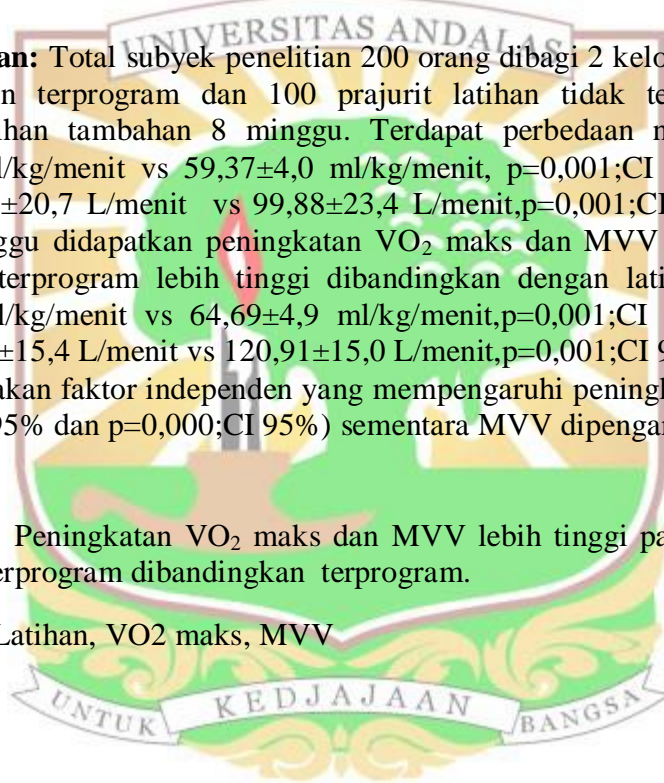 UNIVERSITAS ANDALAS
an: Total subyek penelitian 200 orang dibagi 2 kelo
n terprogram dan 100 prajurit latihan tidak te
ihan tambahan 8 minggu. Terdapat perbedaan m
l/kg/menit vs 59,37±4,0 ml/kg/menit, p=0,001;CI
±20,7 L/menit vs 99,88±23,4 L/menit,p=0,001;CI
ggu didapatkan peningkatan VO₂ maks dan MVV
terprogram lebih tinggi dibandingkan dengan lati
l/kg/menit vs 64,69±4,9 ml/kg/menit,p=0,001;CI
±15,4 L/menit vs 120,91±15,0 L/menit,p=0,001;CI 9
akan faktor independen yang mempengaruhi peningk
95% dan p=0,000;CI 95%) sementara MVV dipengar
Peningkatan VO₂ maks dan MVV lebih tinggi pa
erprogram dibandingkan terprogram.
Latihan, VO2 maks, MVV
UNTUK KEDJAJAAN BANGSA